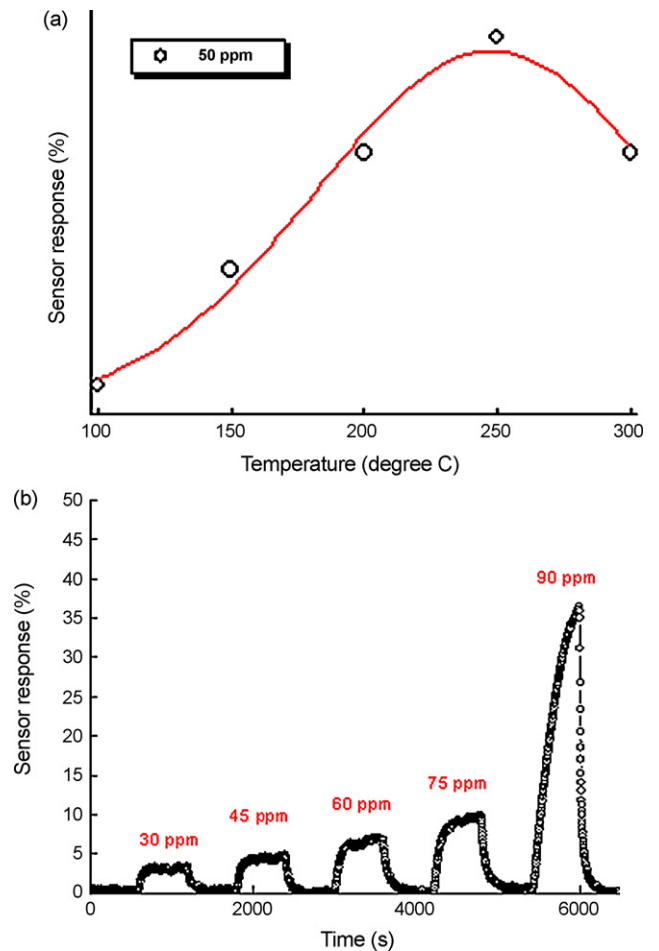 (a)
50 ppm
Sensor response (%)
100 150 200 250 300
Temperature (degree C)
(b)
50
45
40
35
30
25
20
15
10
5
0
Sensor response (%)
30 ppm
45 ppm
60 ppm
75 ppm
90 ppm
0 2000 4000 6000
Time (s)